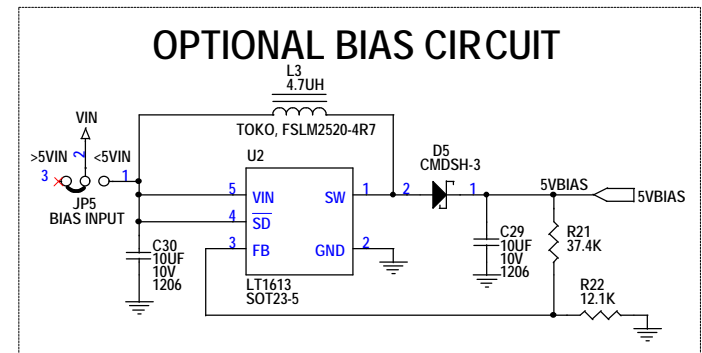 OPTIONAL BIAS CIRCUIT
L3
4.7UH
TOKO, FSLM2520-4R7
VIN
>5VIN
2
<5VIN
3
1
JP5
BIAS INPUT
U2
5
VIN
SW
1
4
SD
3
FB
GND
2
LT1613
SOT23-5
C30
10UF
10V
1206
D5
CMDSH-3
2
1
5VBIAS
5VBIAS
C29
10UF
10V
1206
R21
37.4K
R22
12.1K